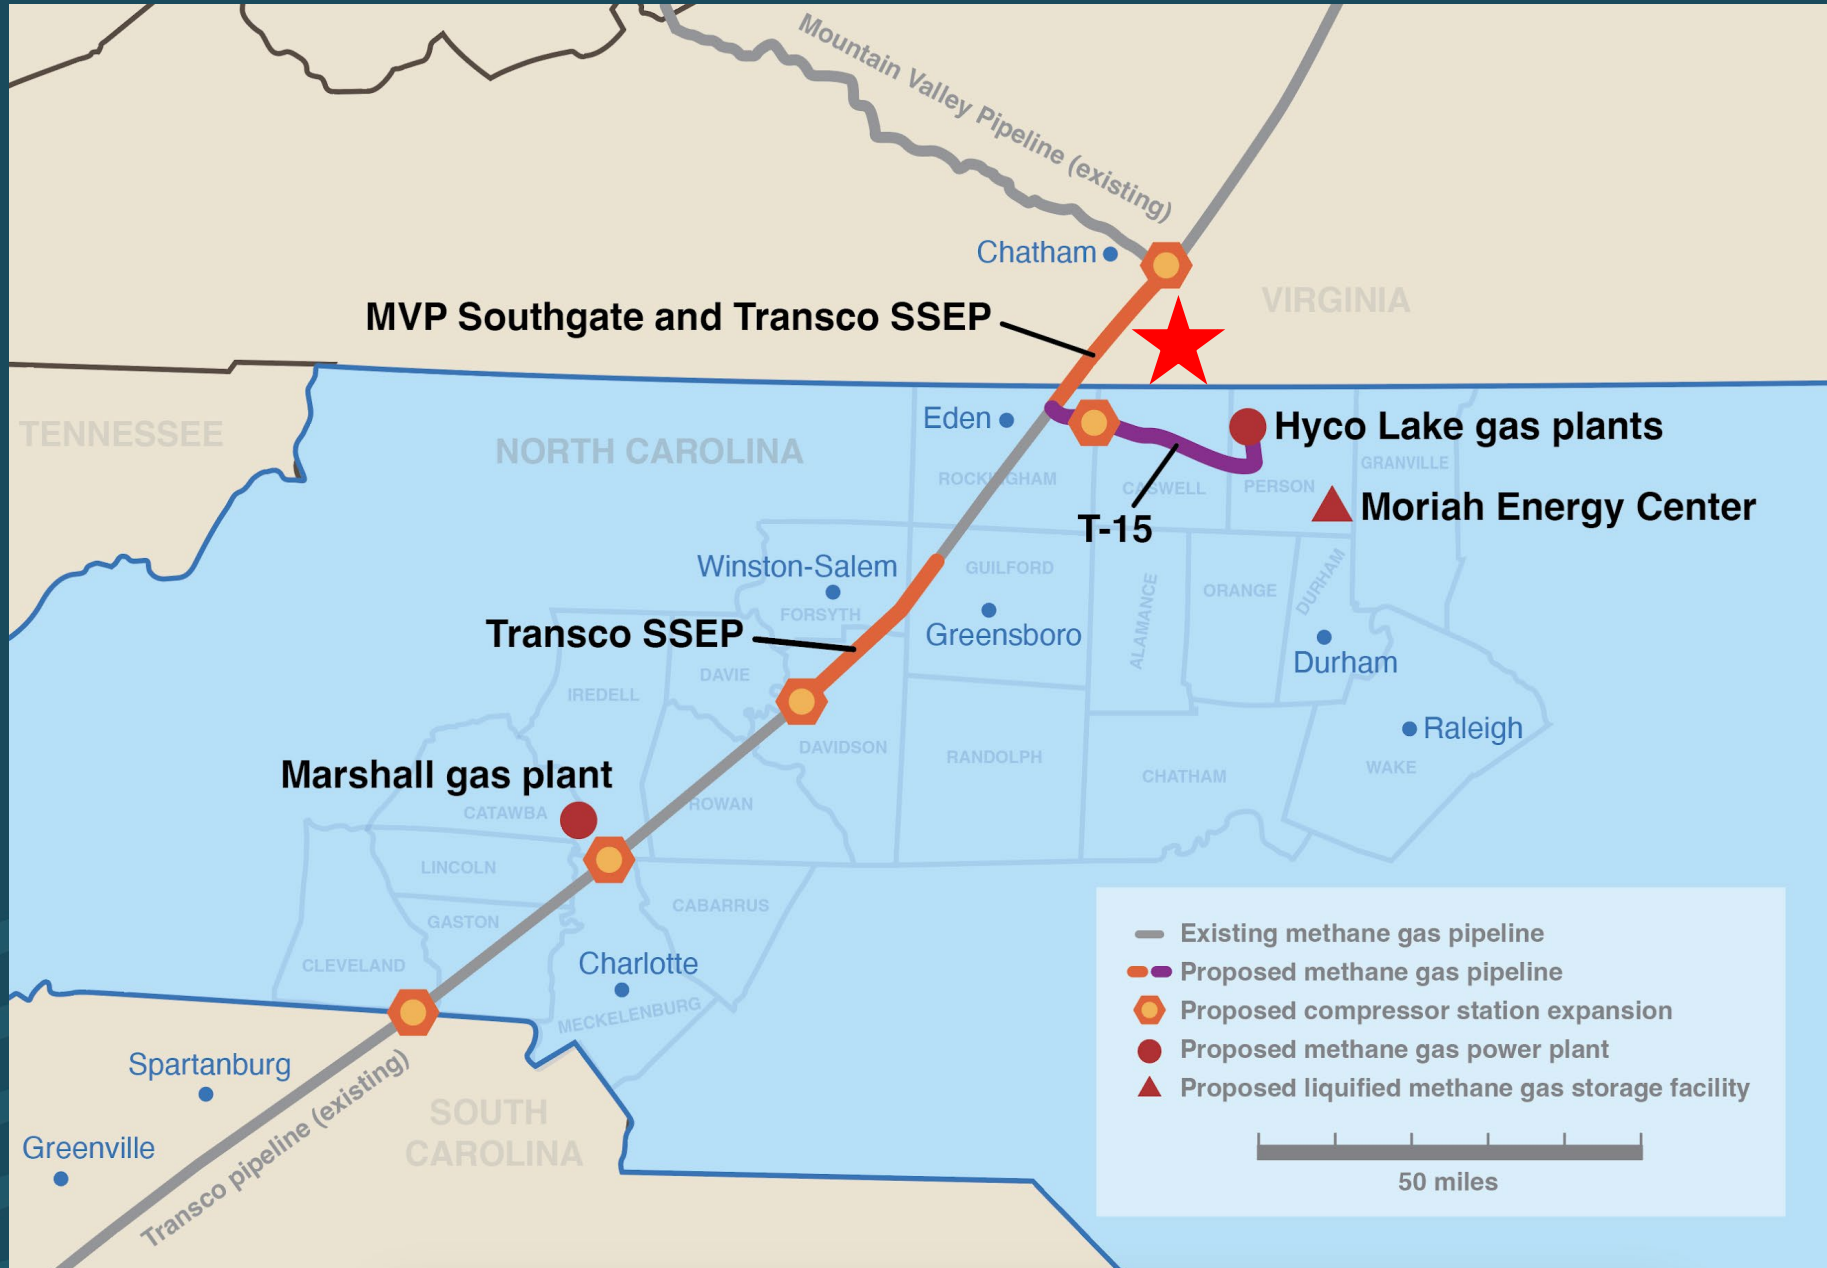 Mountain Valley Pipeline (existing)
Chatham
VIRGINIA
MVP Southgate and Transco SSEP
TENNESSEE
NORTH CAROLINA
Eden
Hyco Lake gas plants
ROCKINGHAM
CASWELL
PERSON
GRANVILLE
Moriah Energy Center
T-15
Winston-Salem
FORSYTH
GUILFORD
Greensboro
ALAMANCE
ORANGE
DURHAM
Durham
Transco SSEP
DAVIE
IREDELL
DAVIDSON
RANDOLPH
CHATHAM
Raleigh
WAKE
Marshall gas plant
CATAWBA
ROWAN
LINCOLN
GASTON
CABARRUS
CLEVELAND
Charlotte
MECKELENBURG
Spartanburg
Greenville
Transco pipeline (existing)
SOUTH
CAROLINA
Existing methane gas pipeline
Proposed methane gas pipeline
Proposed compressor station expansion
Proposed methane gas power plant
Proposed liquified methane gas storage facility
50 miles